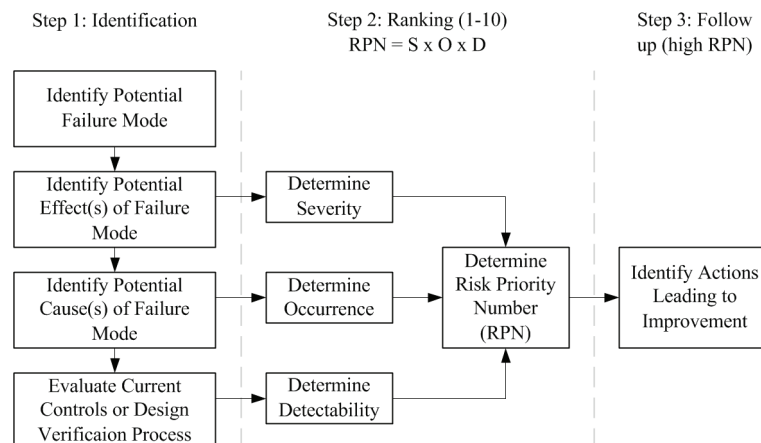 Step 1: Identification
Step 2: Ranking (1-10)
RPN = S x O x D
Step 3: Follow
up (high RPN)
Identify Potential
Failure Mode
Identify Potential
Effect(s) of Failure
Mode
Determine
Severity
Identify Potential
Cause(s) of Failure
Mode
Determine
Occurrence
Determine
Risk Priority
Number
(RPN)
Identify Actions
Leading to
Improvement
Evaluate Current
Controls or Design
Verificaion Process
Determine
Detectability